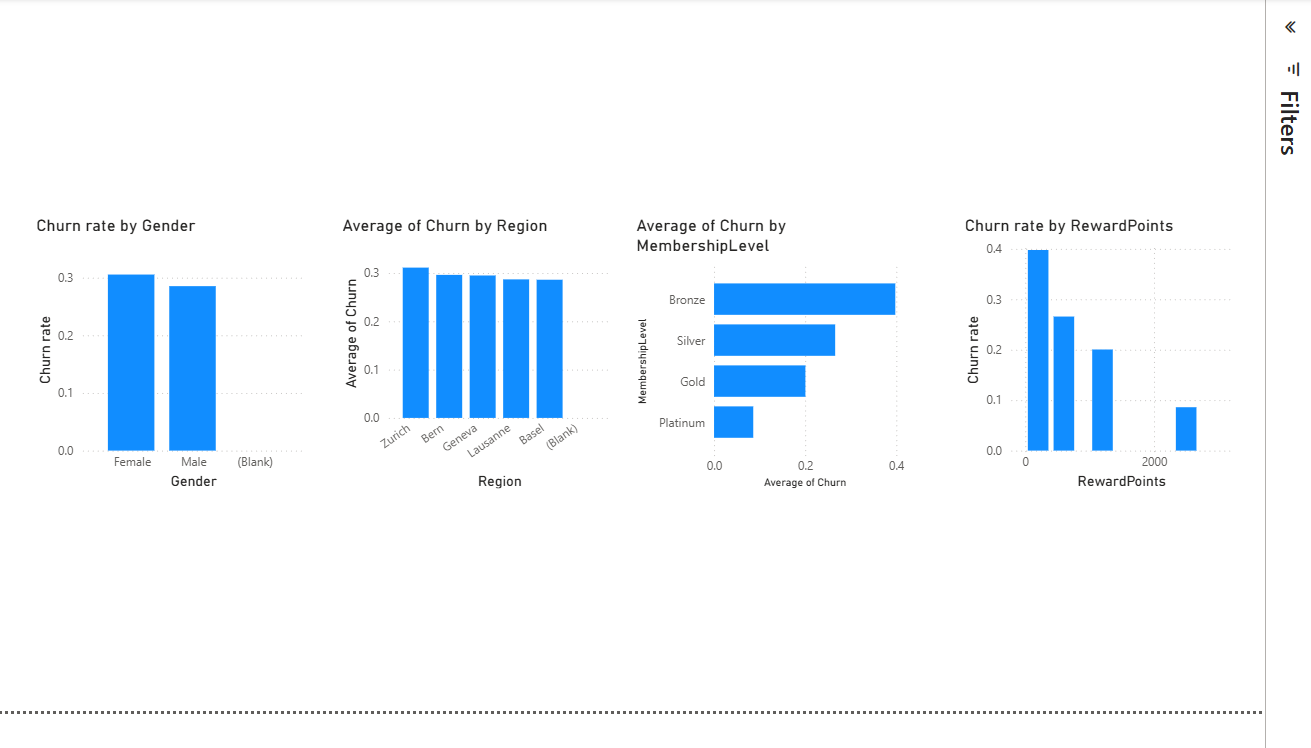 Filters
Churn rate by Gender
Churn rate
0.3
0.2
0.1
0.0
Female Male (Blank)
Gender
Average of Churn by Region
Average of Churn
0.3
0.2
0.1
0.0
Zurich Bern Geneva Lausanne Basel (Blank)
Region
Average of Churn by
MembershipLevel
MembershipLevel
Bronze
Silver
Gold
Platinum
0.0 0.2 0.4
Average of Churn
Churn rate by RewardPoints
Churn rate
0.4
0.3
0.2
0.1
0.0
0 2000
RewardPoints